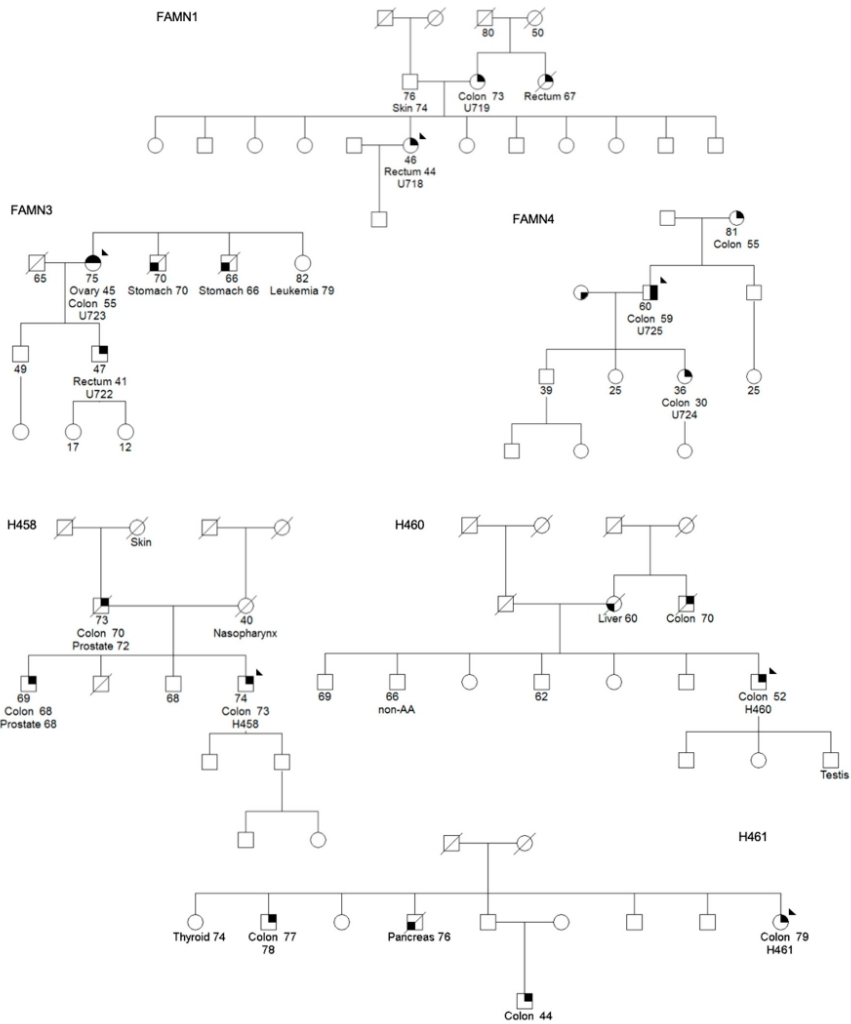 FAMN1
80 50
76 Colon 73 Rectum 67
Skin 74 U719
46
Rectum 44
U718
FAMN3
65 75 70 66 82
Ovary 45 Stomach 70 Stomach 66 Leukemia 79
Colon 55
U723
49 47
Rectum 41
U722
17 12
FAMN4
81
Colon 55
60
Colon 59
U725
39 25 36 25
Colon 30
U724
H458
Skin
73 40
Colon 70 Nasopharynx
Prostate 72
69 68 74
Colon 68 Colon 73
Prostate 68 H458
H460
Liver 60 Colon 70
69 66 62 Colon 52
non-AA H460
Testis
H461
Thyroid 74 Colon 77 Pancreas 76 Colon 79
78 H461
Colon 44